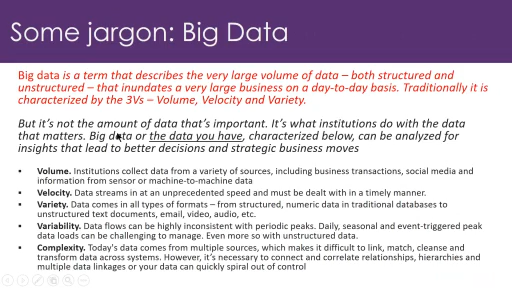 Some jargon: Big Data
Big data is a term that describes the very large volume of data – both structured and
unstructured – that inundates a very large business on a day-to-day basis. Traditionally it is
characterized by the 3Vs – Volume, Velocity and Variety.
But it's not the amount of data that's important. It's what institutions do with the data
that matters. Big data or the data you have, characterized below, can be analyzed for
insights that lead to better decisions and strategic business moves
▪ Volume. Institutions collect data from a variety of sources, including business transactions, social media and
information from sensor or machine-to-machine data
▪ Velocity. Data streams in at an unprecedented speed and must be dealt with in a timely manner.
▪ Variety. Data comes in all types of formats – from structured, numeric data in traditional databases to
unstructured text documents, email, video, audio, etc.
▪ Variability. Data flows can be highly inconsistent with periodic peaks. Daily, seasonal and event-triggered peak
data loads can be challenging to manage. Even more so with unstructured data.
▪ Complexity. Today's data comes from multiple sources, which makes it difficult to link, match, cleanse and
transform data across systems. However, it's necessary to connect and correlate relationships, hierarchies and
multiple data linkages or your data can quickly spiral out of control